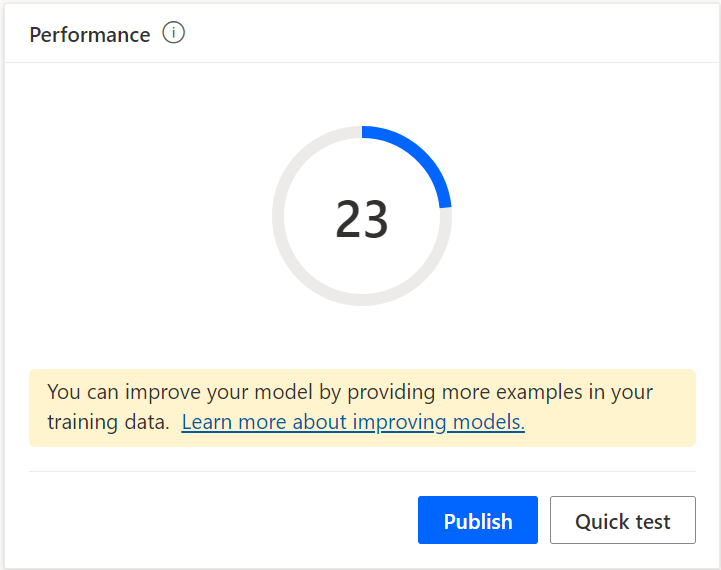 Performance
23
You can improve your model by providing more examples in your
training data. Learn more about improving models.
Publish
Quick test